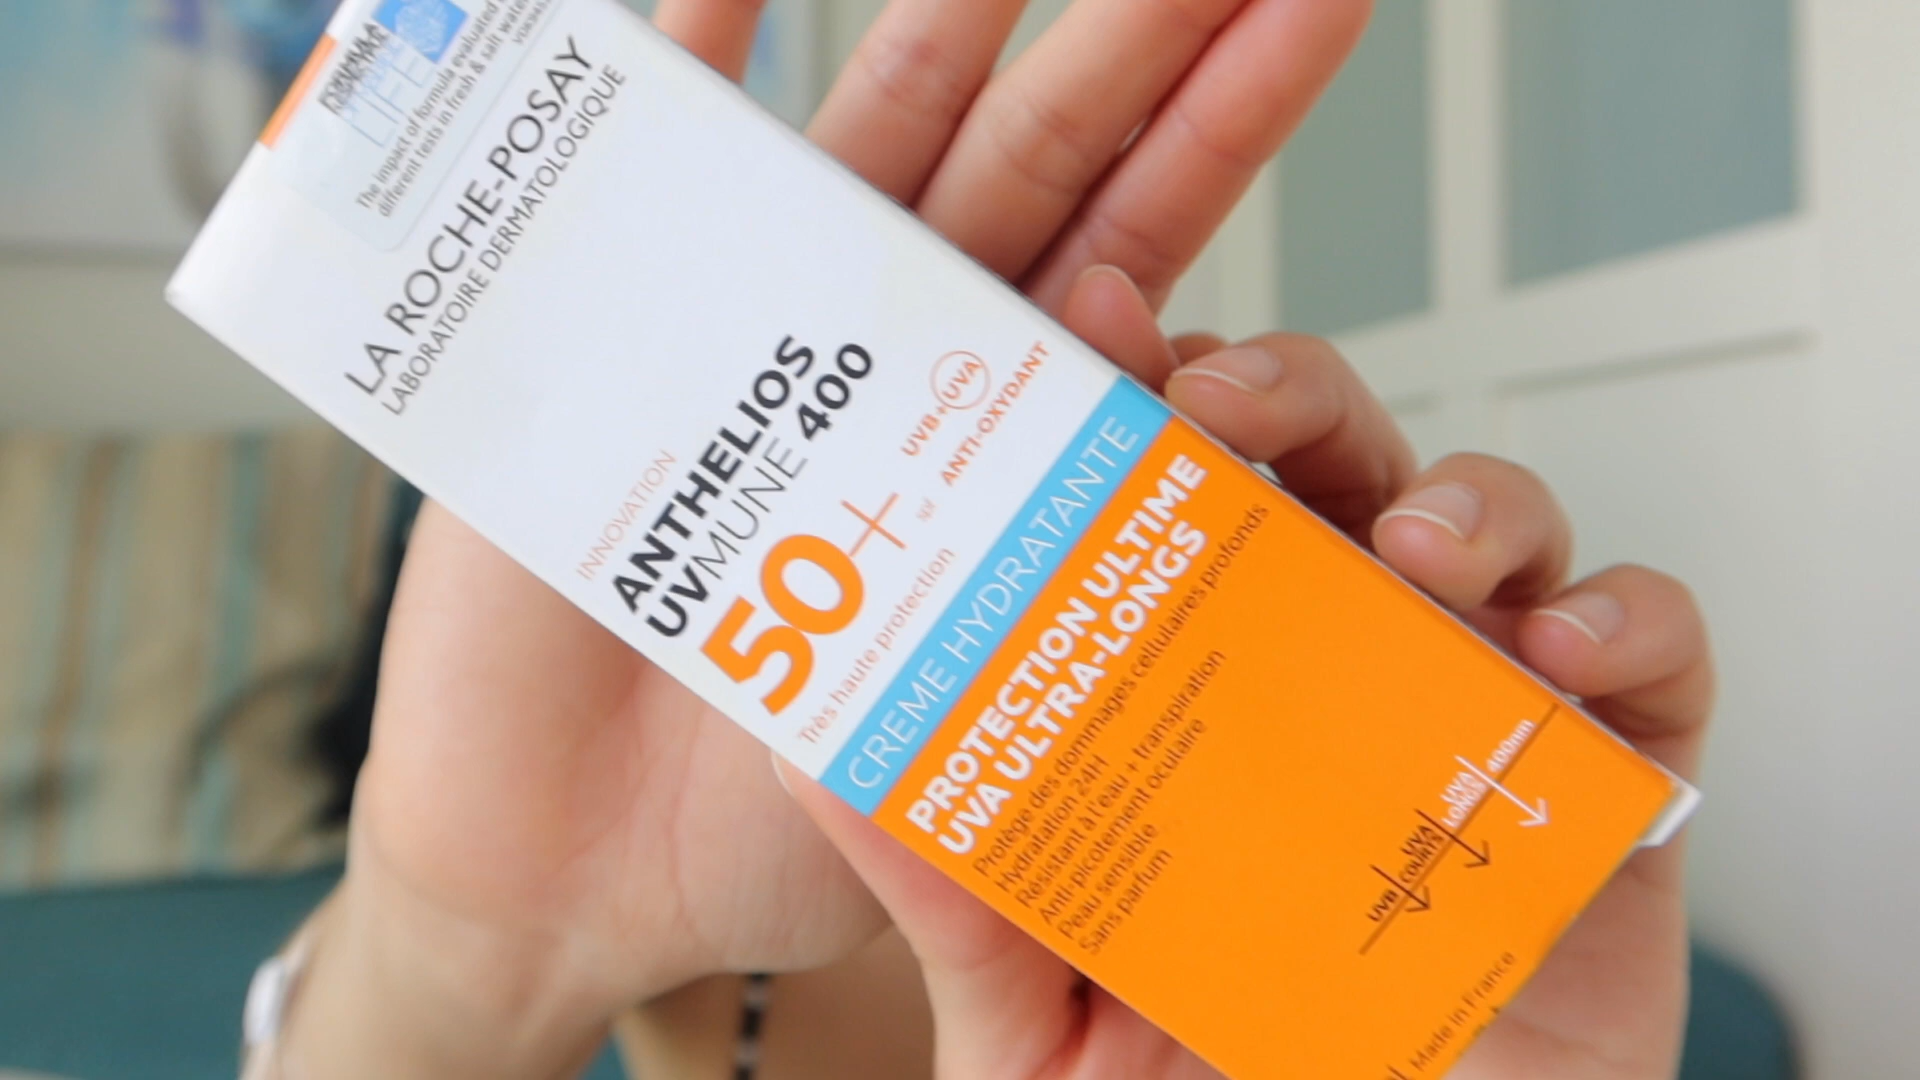 LIFE
The impact of formula evaluated
different tests in fresh & salt water
LA ROCHE-POSAY
LABORATOIRE DERMATOLOGIQUE
INNOVATION
ANTHELIOS
UVMUNE 400
50+
spf
UVB+UVA
ANTI-OXYDANT
Très haute protection
CREME HYDRATANTE
PROTECTION ULTIME
UVA ULTRA-LONGS
Protège des dommages cellulaires profonds
Hydratation 24H
Résistant à l'eau + transpiration
Anti-picotement oculaire
Peau sensible
Sans parfum
UVB
UVA
COURTS
UVA
LONGS
400nm
Made in France